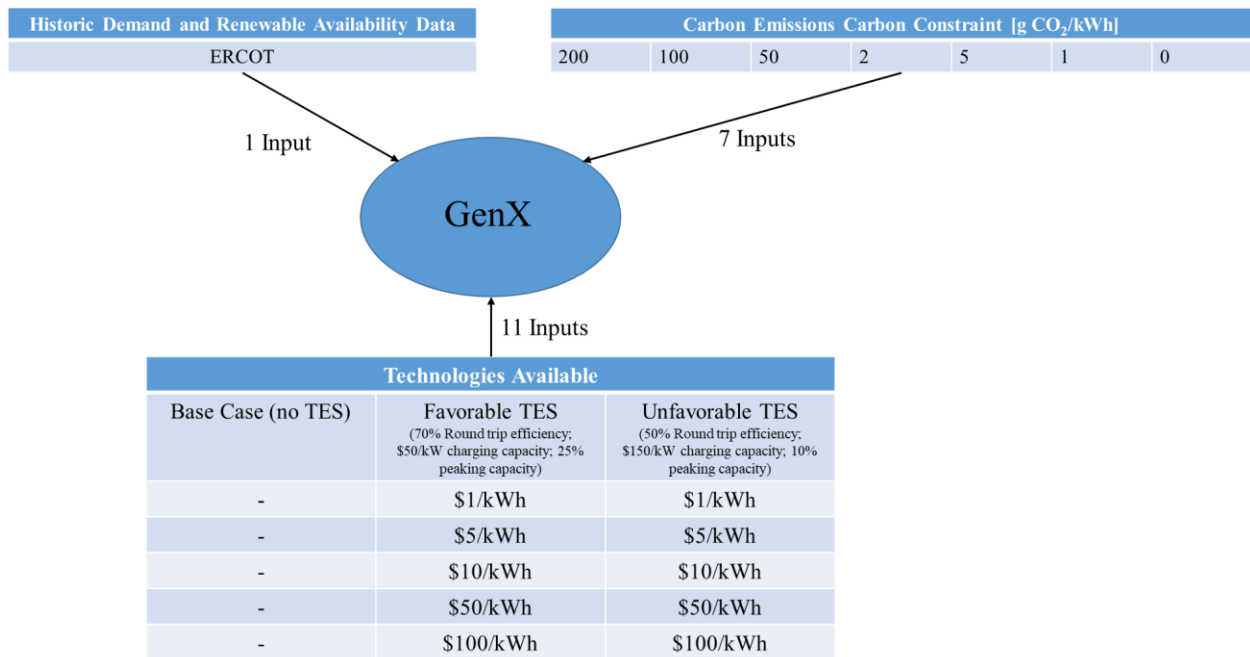 Historic Demand and Renewable Availability Data
ERCOT
Carbon Emissions Carbon Constraint [g CO₂/kWh]
200 100 50 2 5 1 0
1 Input
7 Inputs
GenX
11 Inputs
Technologies Available
Base Case (no TES) Favorable TES Unfavorable TES
(70% Round trip efficiency; (50% Round trip efficiency;
$50/kW charging capacity; 25% $150/kW charging capacity; 10%
peaking capacity) peaking capacity)
- $1/kWh $1/kWh
- $5/kWh $5/kWh
- $10/kWh $10/kWh
- $50/kWh $50/kWh
- $100/kWh $100/kWh